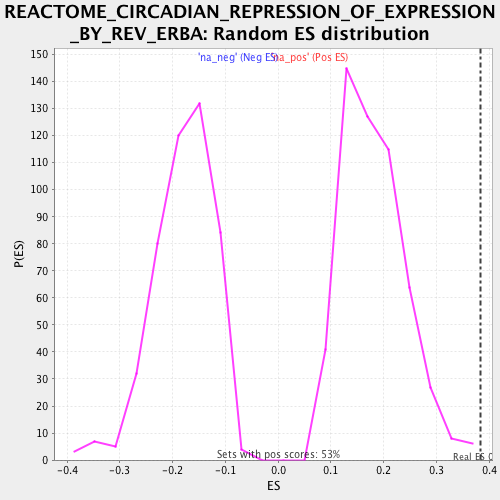 REACTOME_CIRCADIAN_REPRESSION_OF_EXPRESSION
_BY_REV_ERBA: Random ES distribution
'na_neg' (Neg ES) 'na_pos' (Pos ES)
150
140
130
120
110
100
90
80
70
60
50
40
30
20
10
0
P(ES)
Sets with pos scores: 53%
Real ES 0
-0.4 -0.3 -0.2 -0.1 0.0 0.1 0.2 0.3 0.4
ES